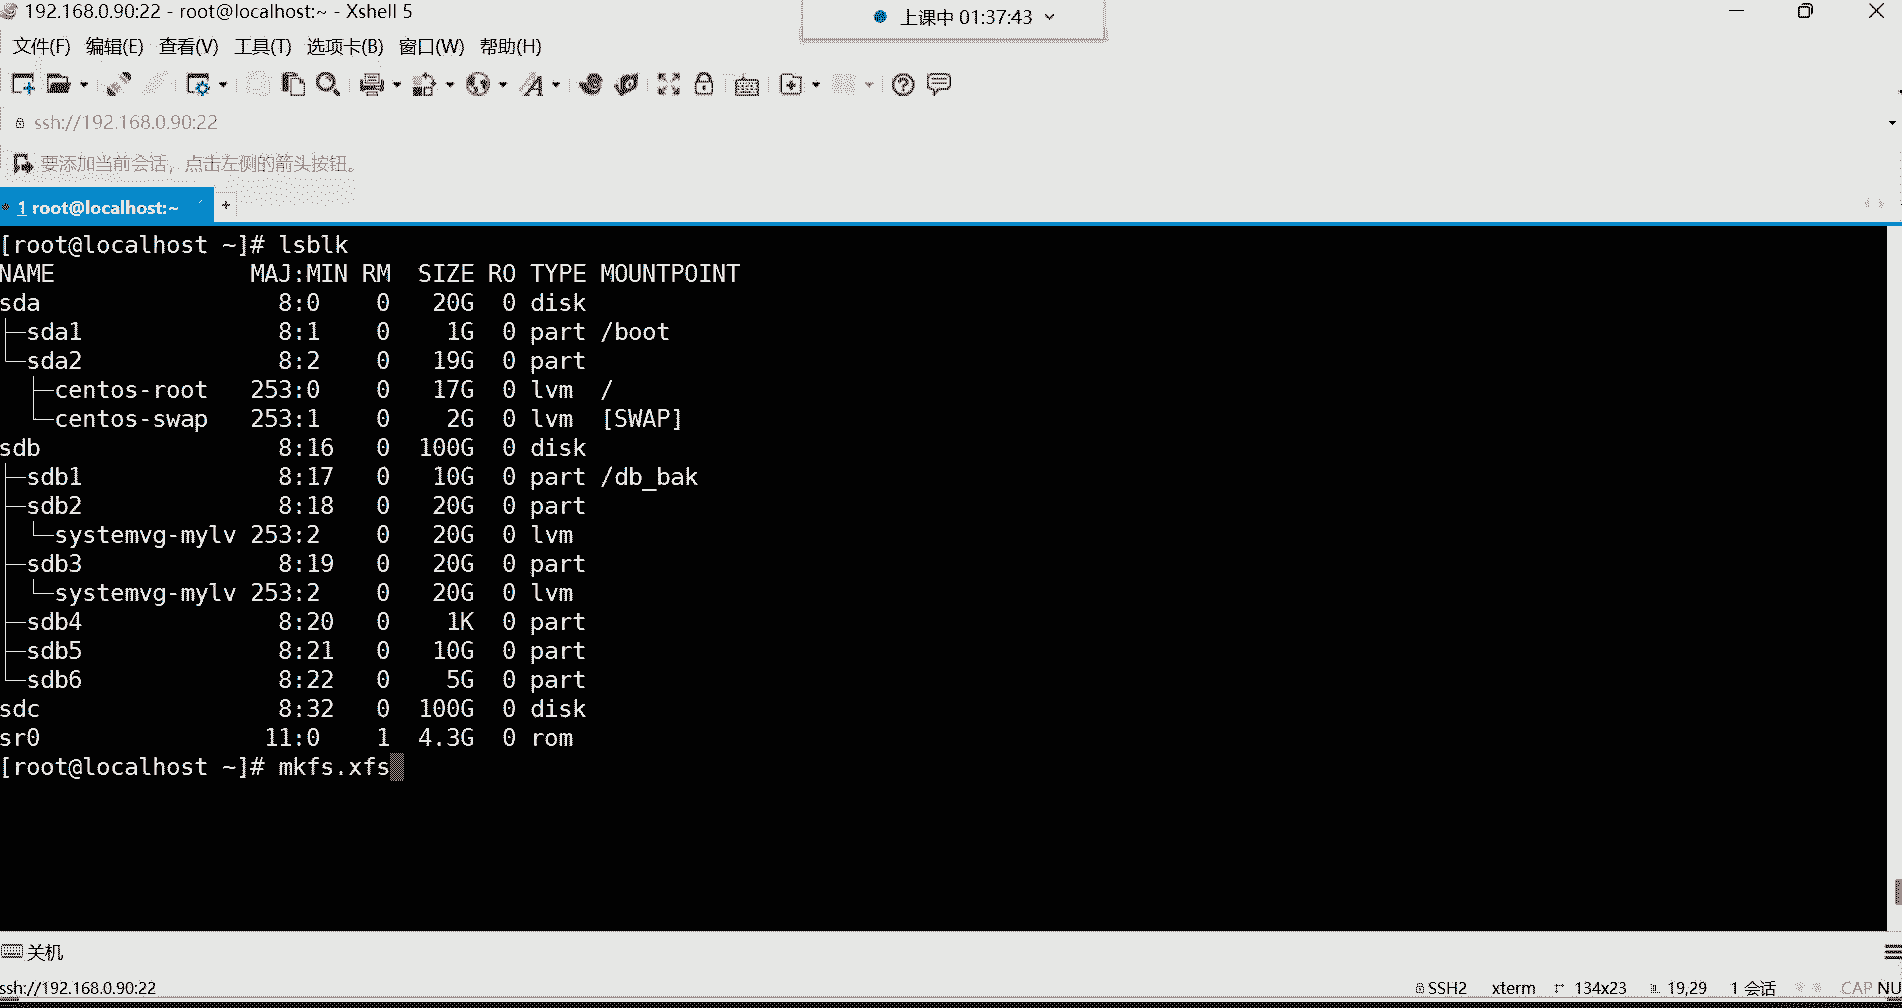 192.168.0.90:22 - root@localhost:~ - Xshell 5
上课中 01:37:43
文件(F) 编辑(E) 查看(V) 工具(T) 选项卡(B) 窗口(W) 帮助(H)
ssh://192.168.0.90:22
要添加当前会话，点击左侧的箭头按钮。
1 root@localhost:~ +
[root@localhost ~]# lsblk
NAME MAJ:MIN RM SIZE RO TYPE MOUNTPOINT
sda 8:0 0 20G 0 disk
├─sda1 8:1 0 1G 0 part /boot
└─sda2 8:2 0 19G 0 part
├─centos-root 253:0 0 17G 0 lvm /
└─centos-swap 253:1 0 2G 0 lvm [SWAP]
sdb 8:16 0 100G 0 disk
├─sdb1 8:17 0 10G 0 part /db_bak
├─sdb2 8:18 0 20G 0 part
│ └─systemvg-mylv 253:2 0 20G 0 lvm
├─sdb3 8:19 0 20G 0 part
│ └─systemvg-mylv 253:2 0 20G 0 lvm
├─sdb4 8:20 0 1K 0 part
├─sdb5 8:21 0 10G 0 part
└─sdb6 8:22 0 5G 0 part
sdc 8:32 0 100G 0 disk
sr0 11:0 1 4.3G 0 rom
[root@localhost ~]# mkfs.xfs
关机
ssh://192.168.0.90:22 SSH2 xterm 134x23 19,29 1 会话 CAP NU